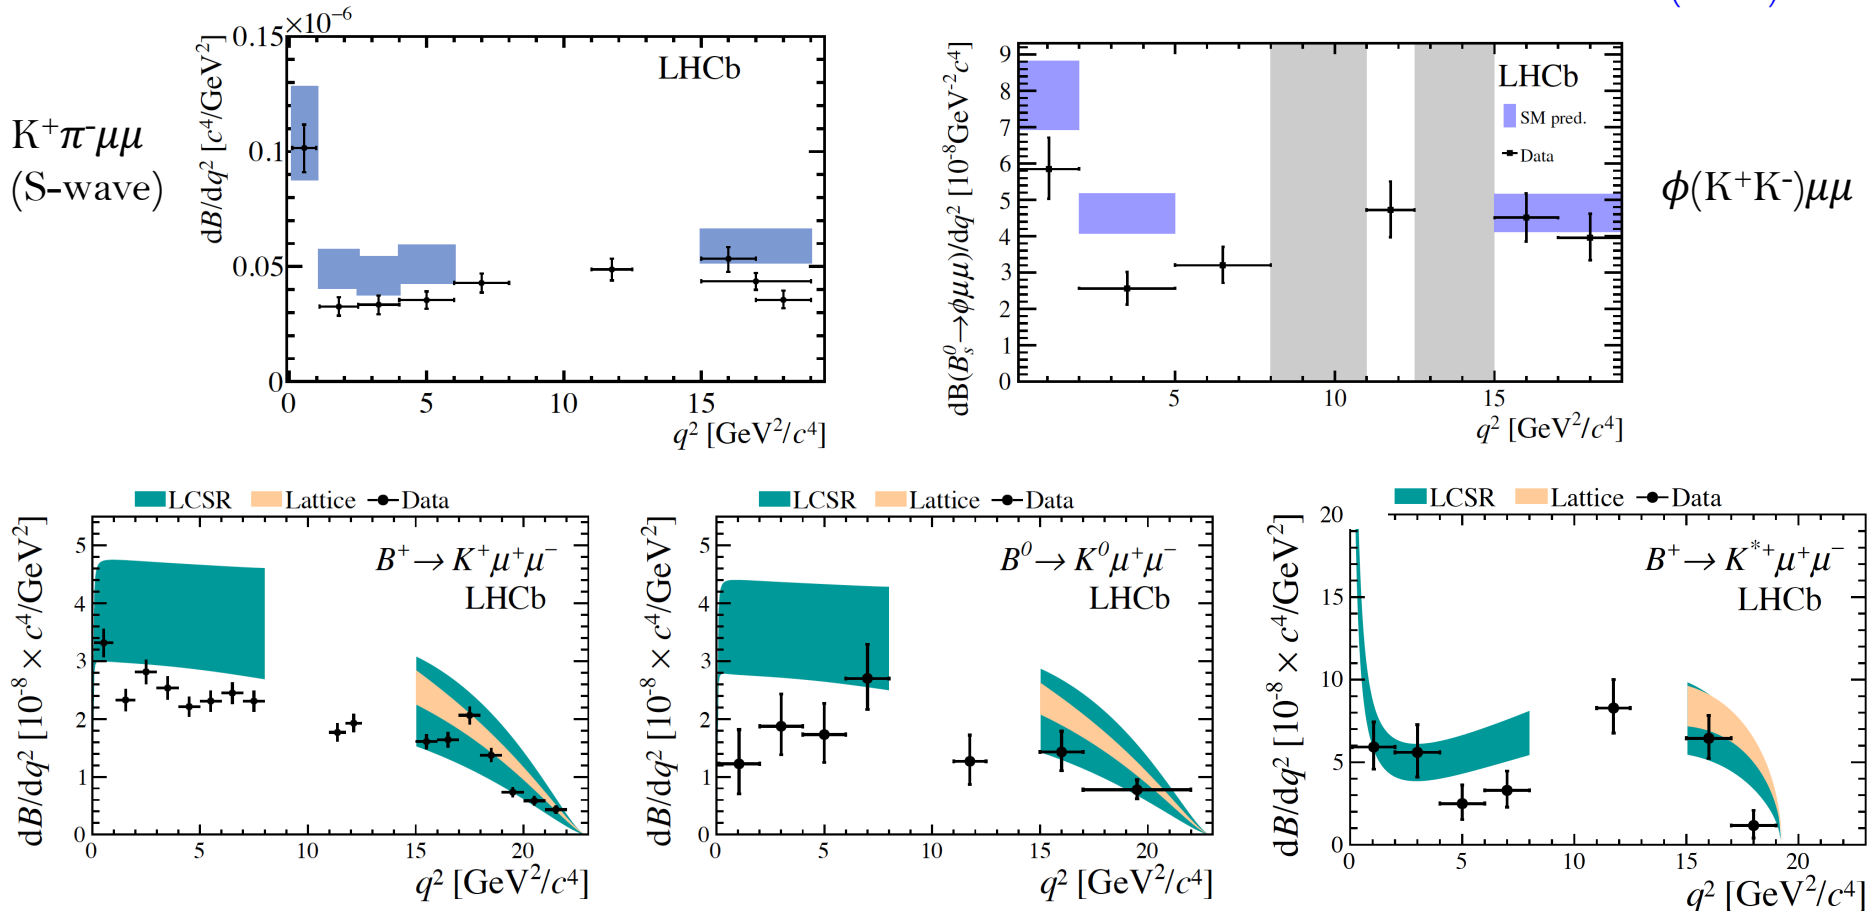 K⁺π⁻μμ
(S-wave)
×10⁻⁶
dB/dq² [c⁴/GeV²]
0.15
0.1
0.05
0
LHCb
0 5 10 15
q² [GeV²/c⁴]
dB(B⁰ₛ→ϕμμ)/dq² [10⁻⁸GeV⁻²c⁴]
9
8
7
6
5
4
3
2
1
0
LHCb
SM pred.
Data
5 10 15
q² [GeV²/c⁴]
ϕ(K⁺K⁻)μμ
LCSR Lattice Data
dB/dq² [10⁻⁸ × c⁴/GeV²]
5
4
3
2
1
0
B⁺ → K⁺μ⁺μ⁻
LHCb
0 5 10 15 20
q² [GeV²/c⁴]
LCSR Lattice Data
dB/dq² [10⁻⁸ × c⁴/GeV²]
5
4
3
2
1
0
B⁰ → K⁰μ⁺μ⁻
LHCb
0 5 10 15 20
q² [GeV²/c⁴]
LCSR Lattice Data
dB/dq² [10⁻⁸ × c⁴/GeV²]
20
15
10
5
0
B⁺ → K*⁺μ⁺μ⁻
LHCb
0 5 10 15 20
q² [GeV²/c⁴]